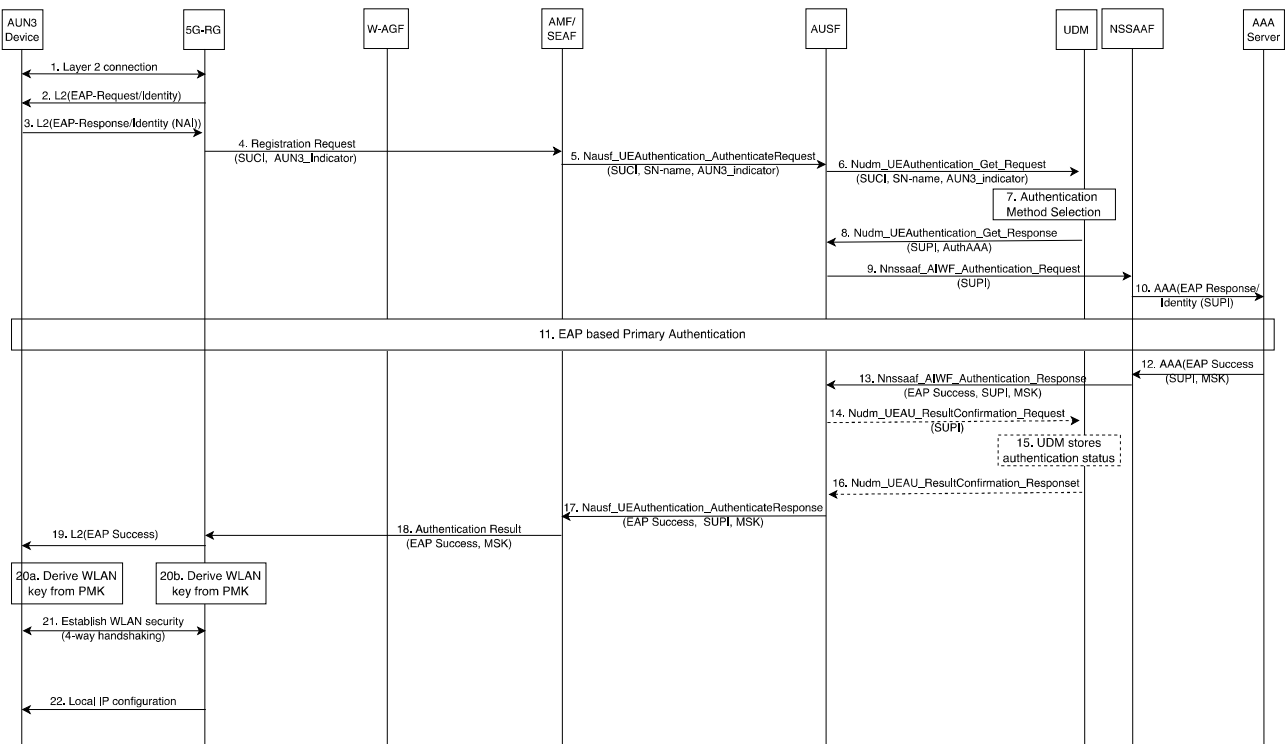 AUN3
Device
5G-RG
W-AGF
AMF/
SEAF
AUSF
UDM
NSSAAF
AAA
Server
1. Layer 2 connection
2. L2(EAP-Request/Identity)
3. L2(EAP-Response/Identity (NAI))
4. Registration Request
(SUCI, AUN3_Indicator)
5. Nausf_UEAuthentication_AuthenticateRequest
(SUCI, SN-name, AUN3_indicator)
6. Nudm_UEAuthentication_Get_Request
(SUCI, SN-name, AUN3_indicator)
7. Authentication
Method Selection
8. Nudm_UEAuthentication_Get_Response
(SUPI, AuthAAA)
9. Nnssaaf_AIWF_Authentication_Request
(SUPI)
10. AAA(EAP Response/
Identity (SUPI)
11. EAP based Primary Authentication
12. AAA(EAP Success
(SUPI, MSK)
13. Nnssaaf_AIWF_Authentication_Response
(EAP Success, SUPI, MSK)
14. Nudm_UEAU_ResultConfirmation_Request
(SUPI)
15. UDM stores
authentication status
16. Nudm_UEAU_ResultConfirmation_Responset
17. Nausf_UEAuthentication_AuthenticateResponse
(EAP Success, SUPI, MSK)
18. Authentication Result
(EAP Success, MSK)
19. L2(EAP Success)
20a. Derive WLAN
key from PMK
20b. Derive WLAN
key from PMK
21. Establish WLAN security
(4-way handshaking)
22. Local IP configuration